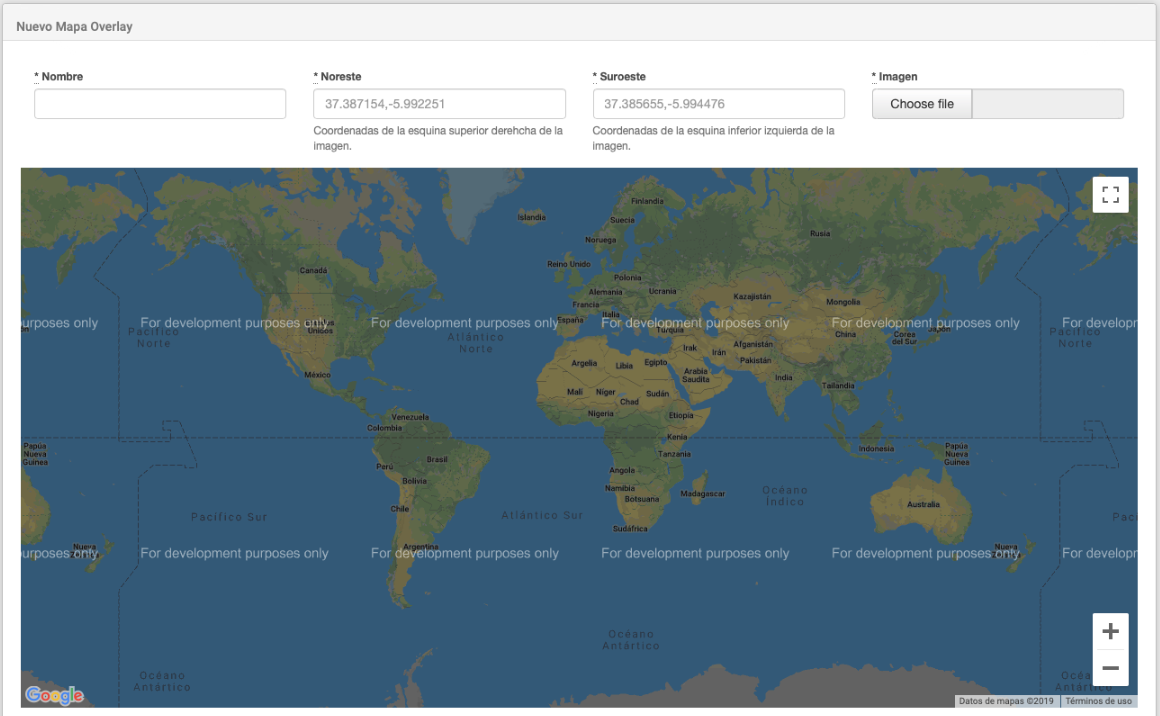 Nuevo Mapa Overlay
* Nombre
* Noreste
* Suroeste
* Imagen
37.387154,-5.992251
37.385655,-5.994476
Choose file
Coordenadas de la esquina superior derehcha de la
imagen.
Coordenadas de la esquina inferior izquierda de la
imagen.
Finlandia
Islandia
Suecia
Rusia
Noruega
Reino Unido
Canadá
Polonia
Alemania
Ucrania
Kazajistán
Mongolia
Francia
Italia
urposes only
For development purposes only
For development purposes only
For development purposes only
For development purposes only
For develop
España
Turquía
Unidos
Japón
Pacífico
Norte
Atlántico
Norte
China
Corea
del Sur
Pacífico
Norte
Afganistán
Irak
Irán
Pakistán
Argelia
Libia
Egipto
Arabia
Saudita
México
India
Tailandia
Malí
Níger
Chad
Sudán
Nigeria
Etiopía
Venezuela
Colombia
Kenia
Papúa
Nueva
Guinea
Indonesia
Papúa
Nueva
Guinea
Brasil
Perú
Tanzania
Bolivia
Angola
Namibia
Botsuana
Madagascar
Océano
Índico
Chile
Australia
Pacífico Sur
Atlántico Sur
Pací
Sudáfrica
Argentina
Nueva
Nueva
urposes only
For development purposes only
For development purposes only
For development purposes only
For development purposes only
For develop
Océano
Antártico
Océano
Antártico
Océa
Antártico
Google
Datos de mapas ©2019
Términos de uso